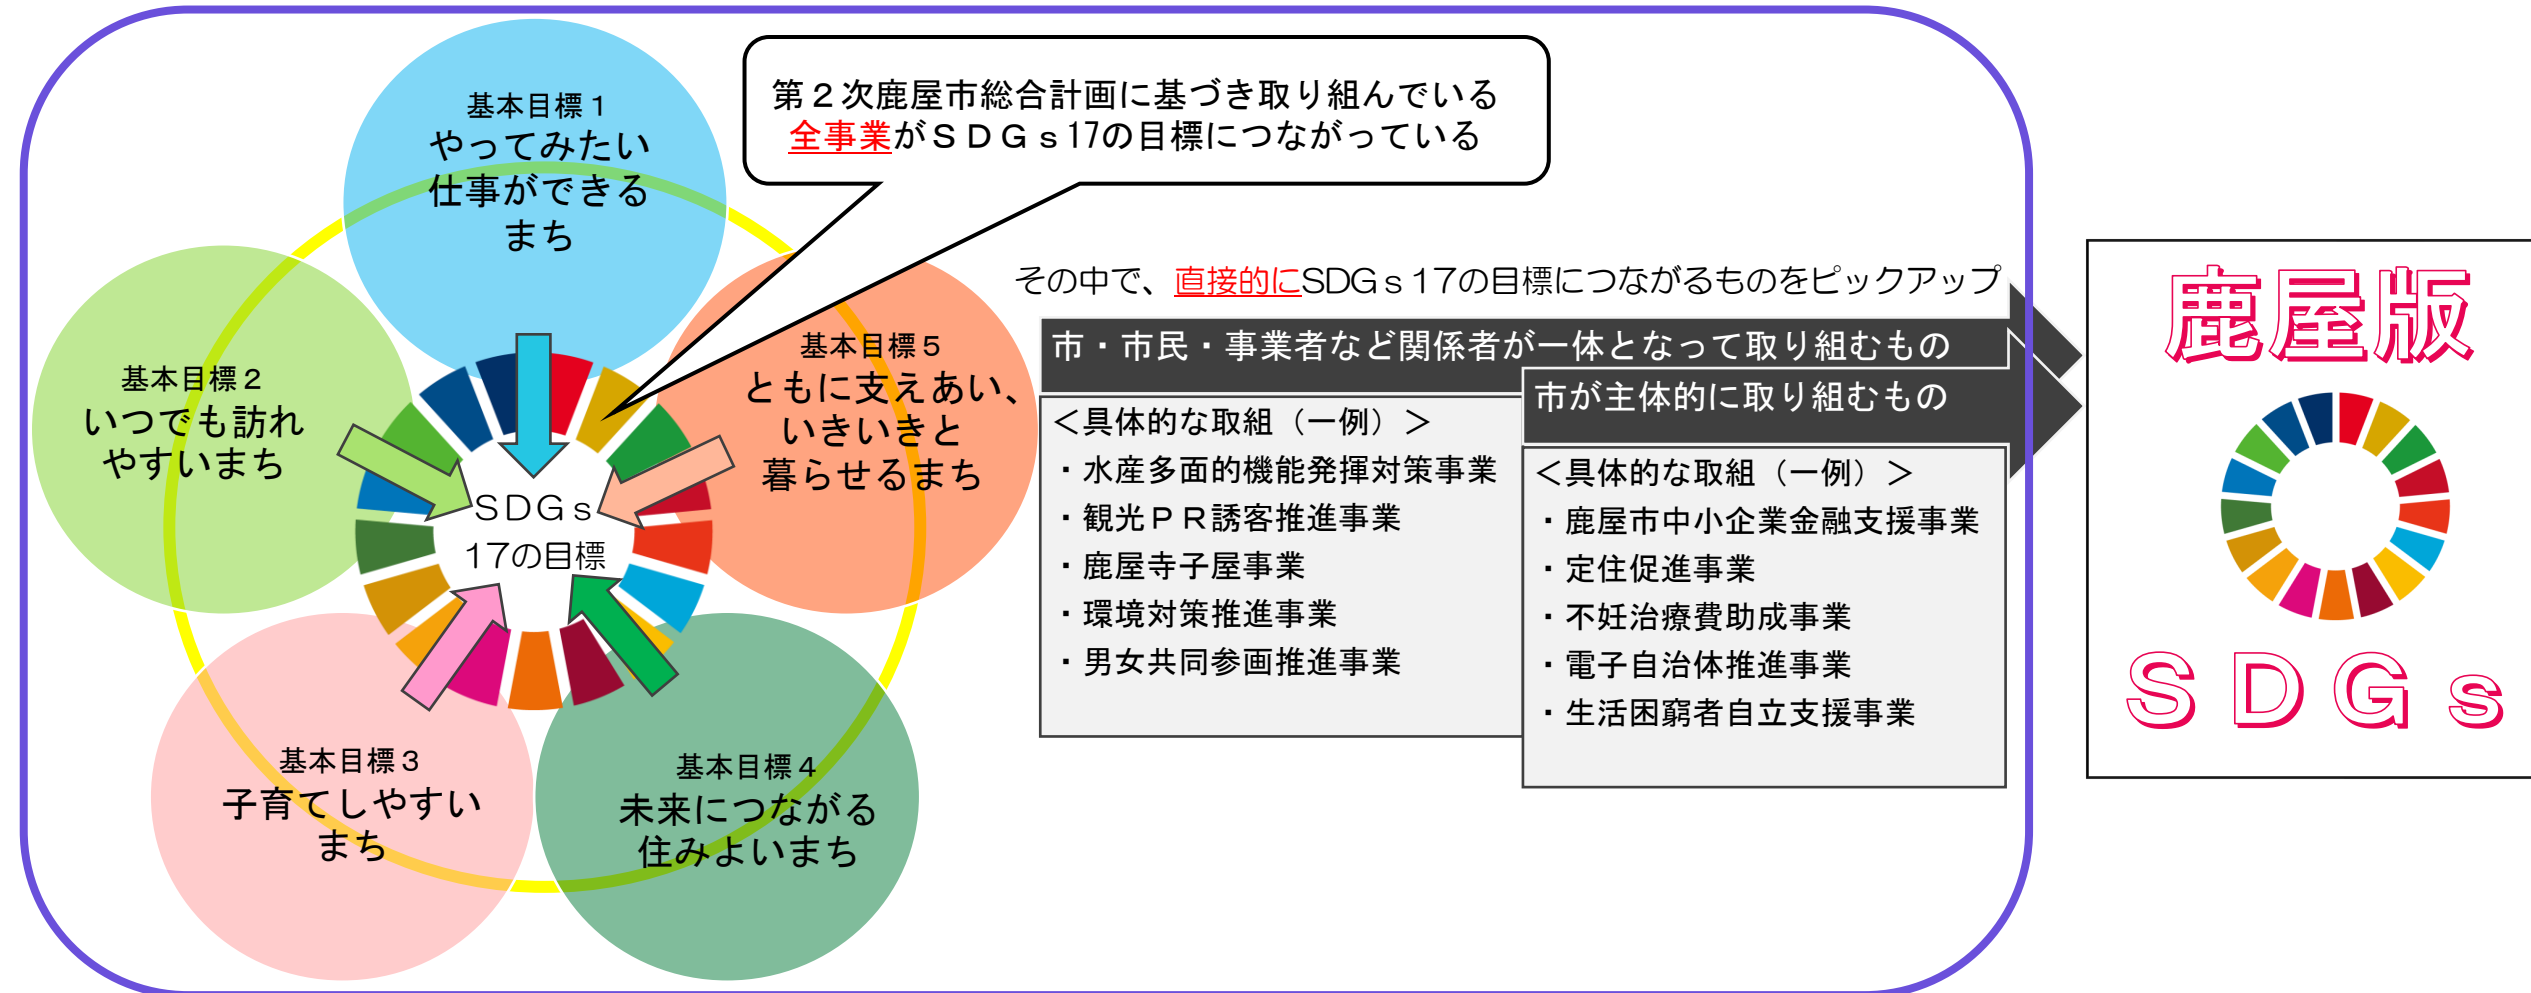 第２次鹿屋市総合計画に基づき取り組んでいる
全事業がＳＤＧｓ17の目標につながっている
基本目標１
やってみたい
仕事ができる
まち
基本目標２
いつでも訪れ
やすいまち
基本目標５
ともに支えあい、
いきいきと
暮らせるまち
SDGｓ
17の目標
基本目標３
子育てしやすい
まち
基本目標４
未来につながる
住みよいまち
その中で、直接的にSDGｓ17の目標につながるものをピックアップ
市・市民・事業者など関係者が一体となって取り組むもの
＜具体的な取組（一例）＞
・水産多面的機能発揮対策事業
・観光ＰＲ誘客推進事業
・鹿屋寺子屋事業
・環境対策推進事業
・男女共同参画推進事業
市が主体的に取り組むもの
＜具体的な取組（一例）＞
・鹿屋市中小企業金融支援事業
・定住促進事業
・不妊治療費助成事業
・電子自治体推進事業
・生活困窮者自立支援事業
鹿屋版
ＳＤＧｓ